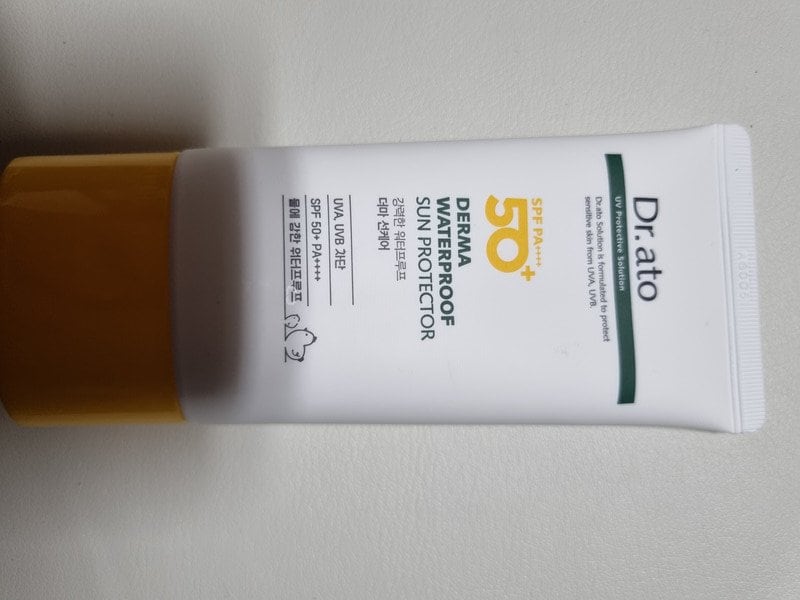 Dr.ato
UV Protective Solution
Dr.ato Solution is formulated to protect
sensitive skin from UVA, UVB.
SPF PA++++
50+
DERMA
WATERPROOF
SUN PROTECTOR
강력한 워터프루프
더마 선케어
UVA, UVB 차단
SPF 50+ PA++++
물에 강한 워터프루프